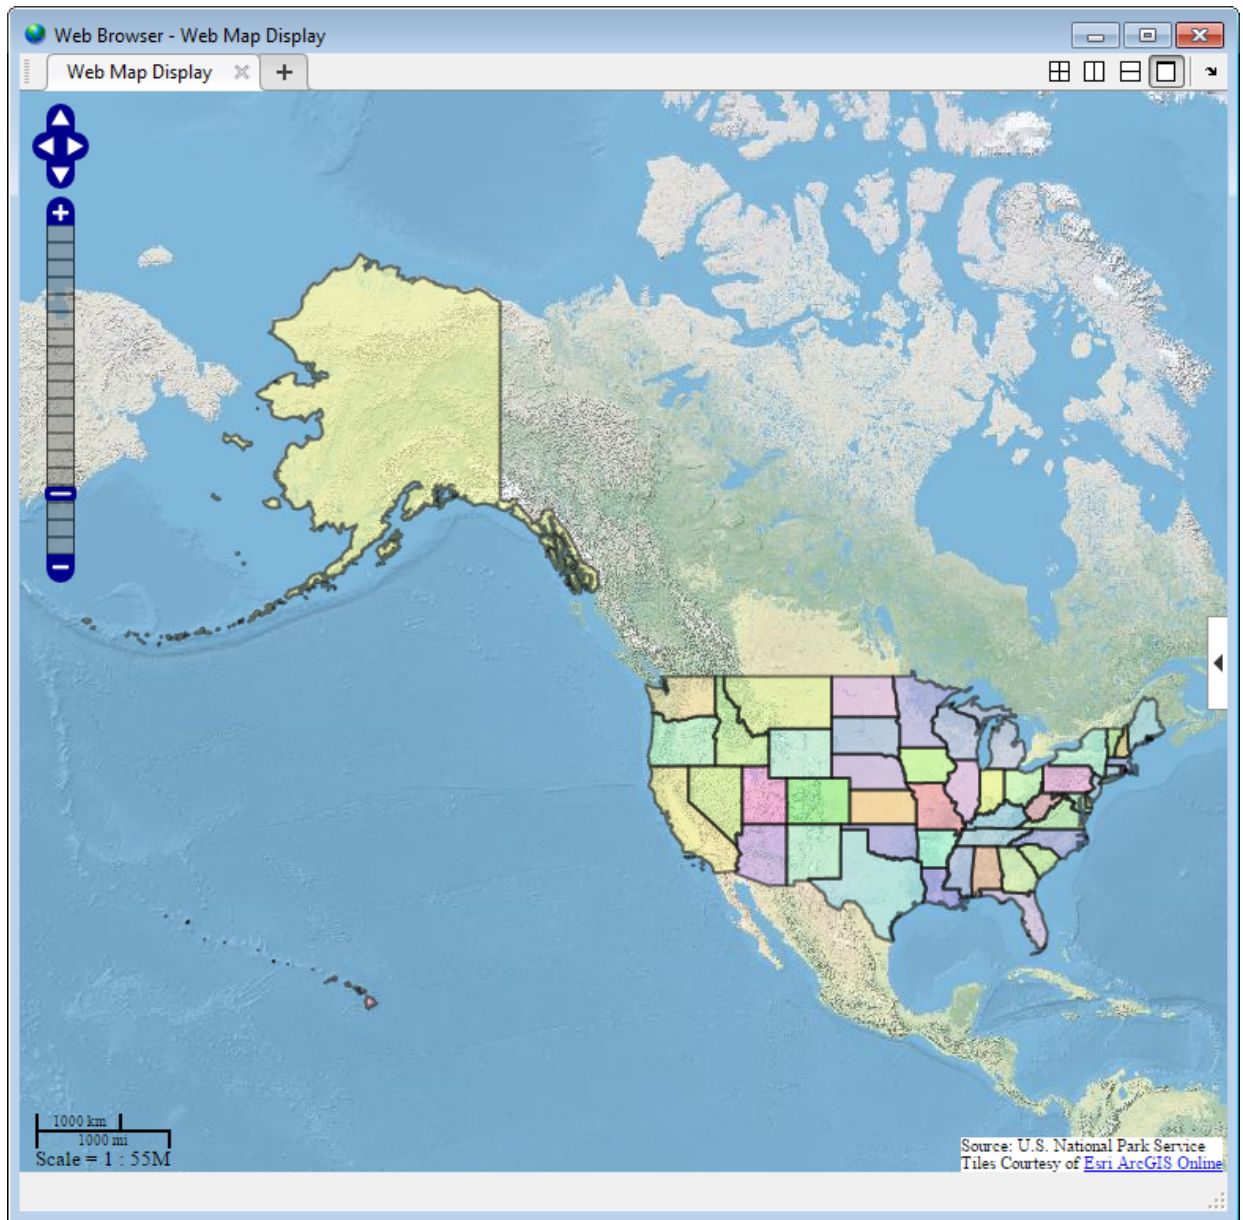 Web Browser - Web Map Display
Web Map Display
1000 km
1000 mi
Scale = 1 : 55M
Source: U.S. National Park Service
Tiles Courtesy of Esri ArcGIS Online